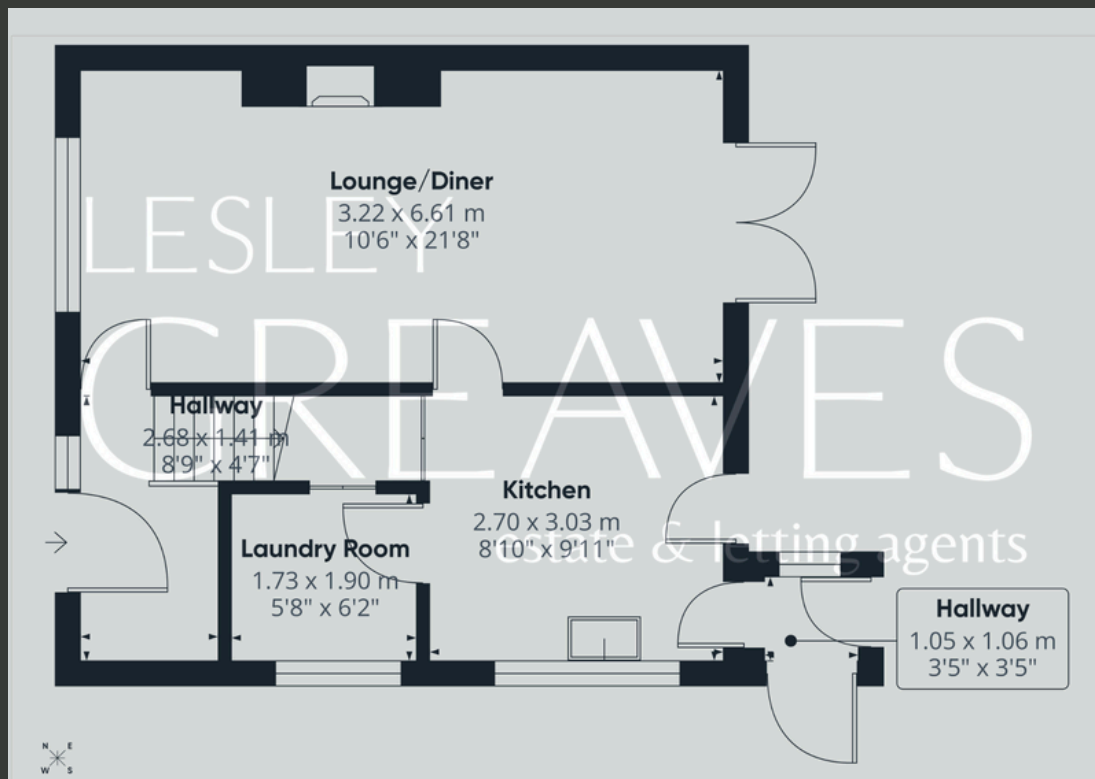 Lounge/Diner
3.22 x 6.61 m
10'6" x 21'8"
LESLEY
GREAVES
estate & letting agents
Hallway
2.68 x 1.41 m
8'9" x 4'7"
Kitchen
2.70 x 3.03 m
8'10" x 9'11"
Laundry Room
1.73 x 1.90 m
5'8" x 6'2"
Hallway
1.05 x 1.06 m
3'5" x 3'5"
N E
W S